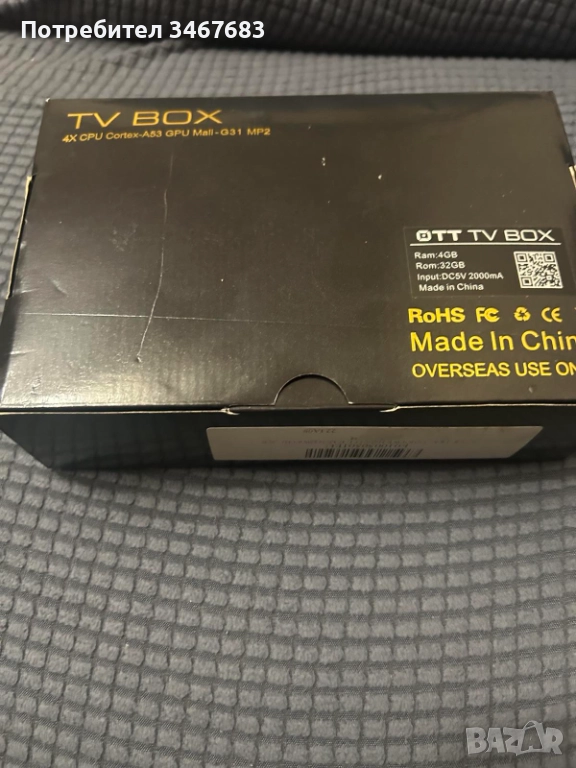 Потребител 3467683
TV BOX
4X CPU Cortex-A53 GPU Mali-G31 MP2
OTT TV BOX
Ram:4GB
Rom:32GB
Input:DC5V 2000mA
Made in China
RoHS FC CE
Made In Chin
OVERSEAS USE ON
BAZAR